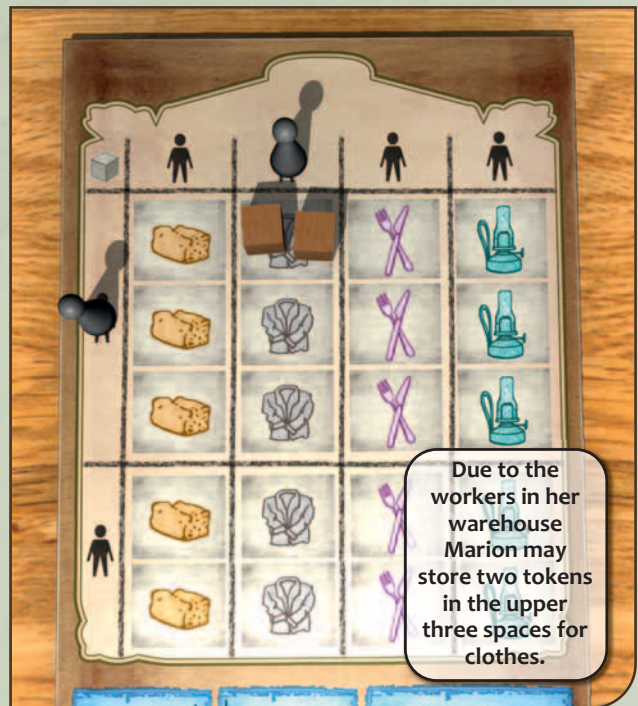 Due to the
workers in her
warehouse
Marion may
store two tokens
in the upper
three spaces for
clothes.